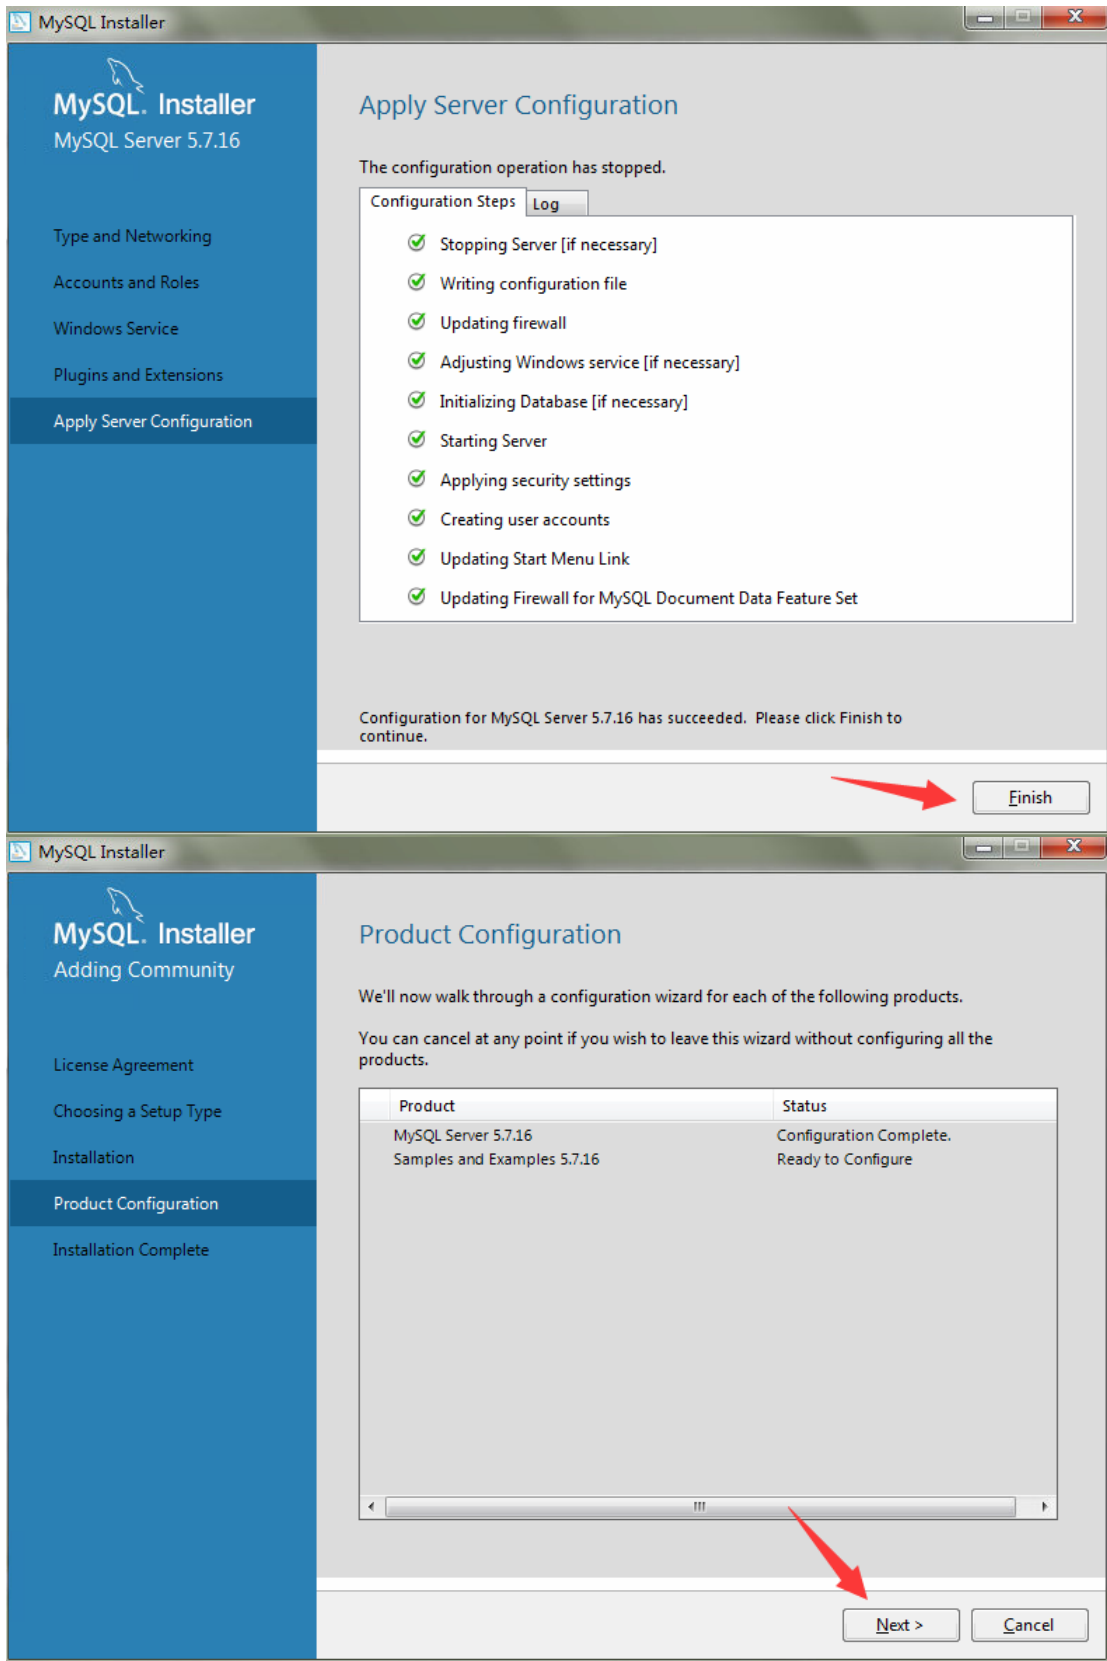 MySQL Installer
MySQL. Installer
MySQL Server 5.7.16
Type and Networking
Accounts and Roles
Windows Service
Plugins and Extensions
Apply Server Configuration
Apply Server Configuration
The configuration operation has stopped.
Configuration Steps
Log
Stopping Server [if necessary]
Writing configuration file
Updating firewall
Adjusting Windows service [if necessary]
Initializing Database [if necessary]
Starting Server
Applying security settings
Creating user accounts
Updating Start Menu Link
Updating Firewall for MySQL Document Data Feature Set
Configuration for MySQL Server 5.7.16 has succeeded. Please click Finish to
continue.
Finish
MySQL Installer
MySQL. Installer
Adding Community
License Agreement
Choosing a Setup Type
Installation
Product Configuration
Installation Complete
Product Configuration
We'll now walk through a configuration wizard for each of the following products.
You can cancel at any point if you wish to leave this wizard without configuring all the
products.
Product Status
MySQL Server 5.7.16 Configuration Complete.
Samples and Examples 5.7.16 Ready to Configure
Next > Cancel